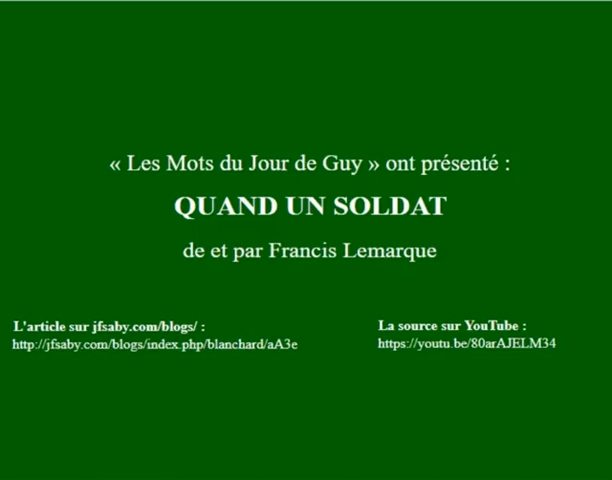 « Les Mots du Jour de Guy » ont présenté :
QUAND UN SOLDAT
de et par Francis Lemarque
L'article sur jfsaby.com/blogs/ :
http://jfsaby.com/blogs/index.php/blanchard/aA3e
La source sur YouTube :
https://youtu.be/80arAJELM34